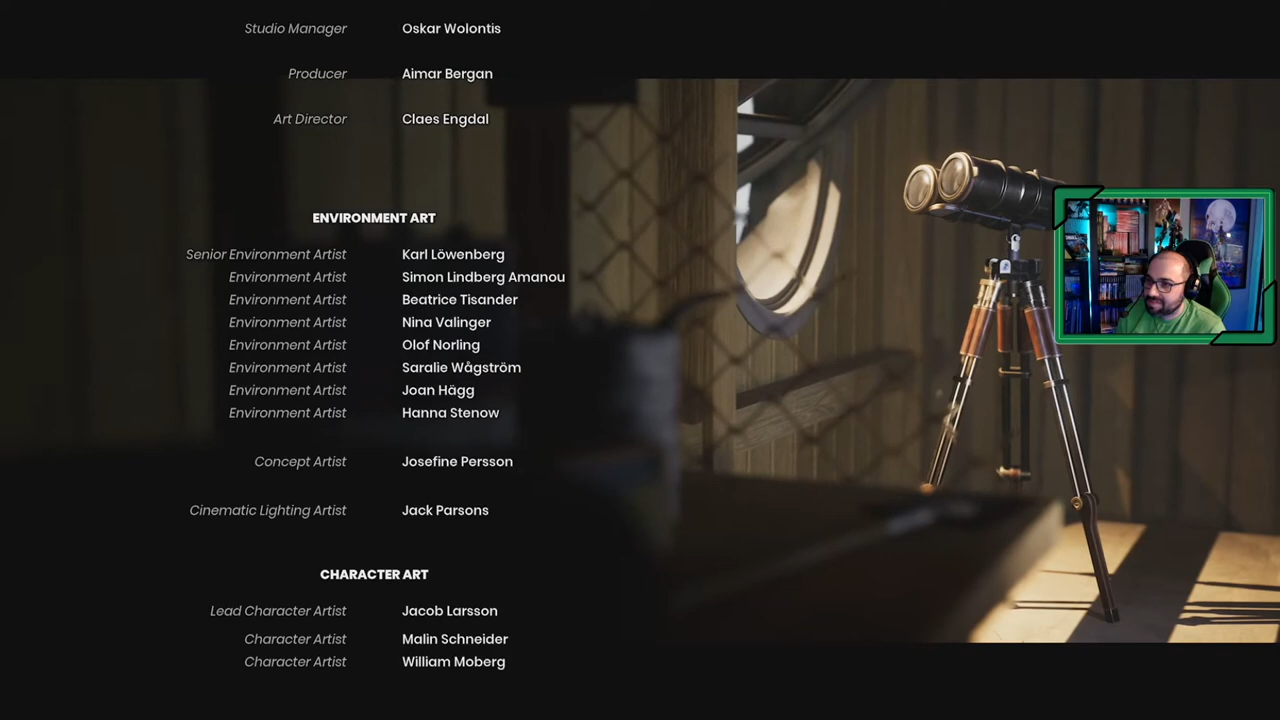 Studio Manager Oskar Wolontis
Producer Aimar Bergan
Art Director Claes Engdal
ENVIRONMENT ART
Senior Environment Artist Karl Löwenberg
Environment Artist Simon Lindberg Amanou
Environment Artist Beatrice Tisander
Environment Artist Nina Valinger
Environment Artist Olof Norling
Environment Artist Saralie Wågström
Environment Artist Joan Hägg
Environment Artist Hanna Stenow
Concept Artist Josefine Persson
Cinematic Lighting Artist Jack Parsons
CHARACTER ART
Lead Character Artist Jacob Larsson
Character Artist Malin Schneider
Character Artist William Moberg